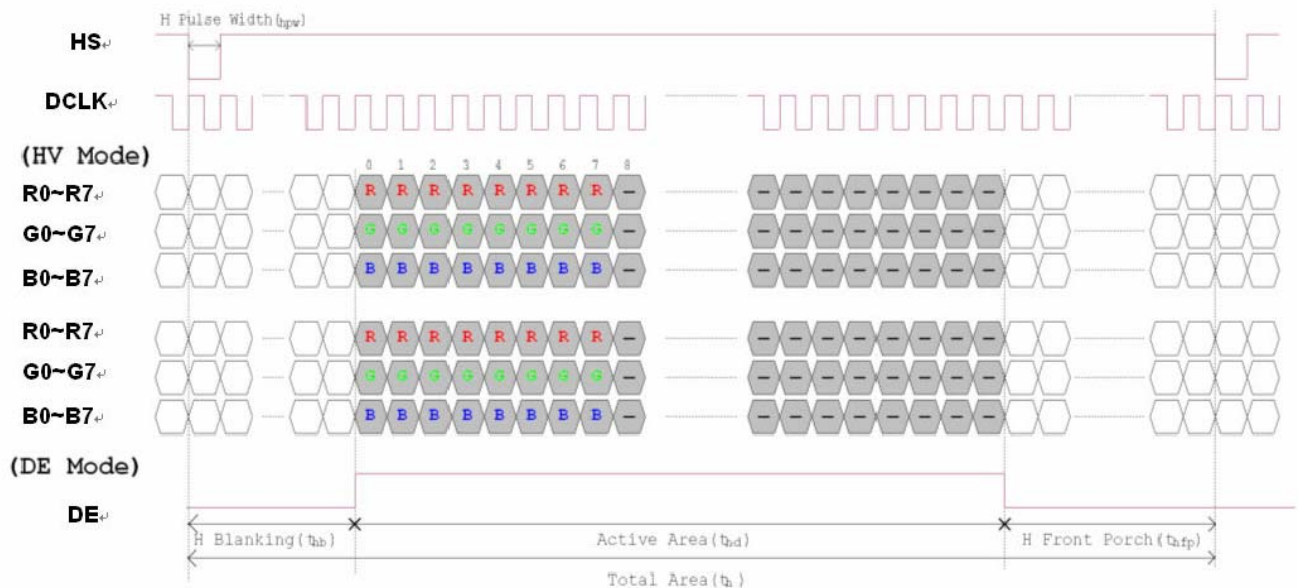 H Pulse Width(thpw)
HS
DCLK
(HV Mode)
0 1 2 3 4 5 6 7 8
R0~R7 R R R R R R R R – – – – – – – – –
G0~G7 G G G G G G G G – – – – – – – – –
B0~B7 B B B B B B B B – – – – – – – – –
R0~R7 R R R R R R R R – – – – – – – – –
G0~G7 G G G G G G G G – – – – – – – – –
B0~B7 B B B B B B B B – – – – – – – – –
(DE Mode)
DE
H Blanking(thb) Active Area(thd) H Front Porch(thfp)
Total Area(th)